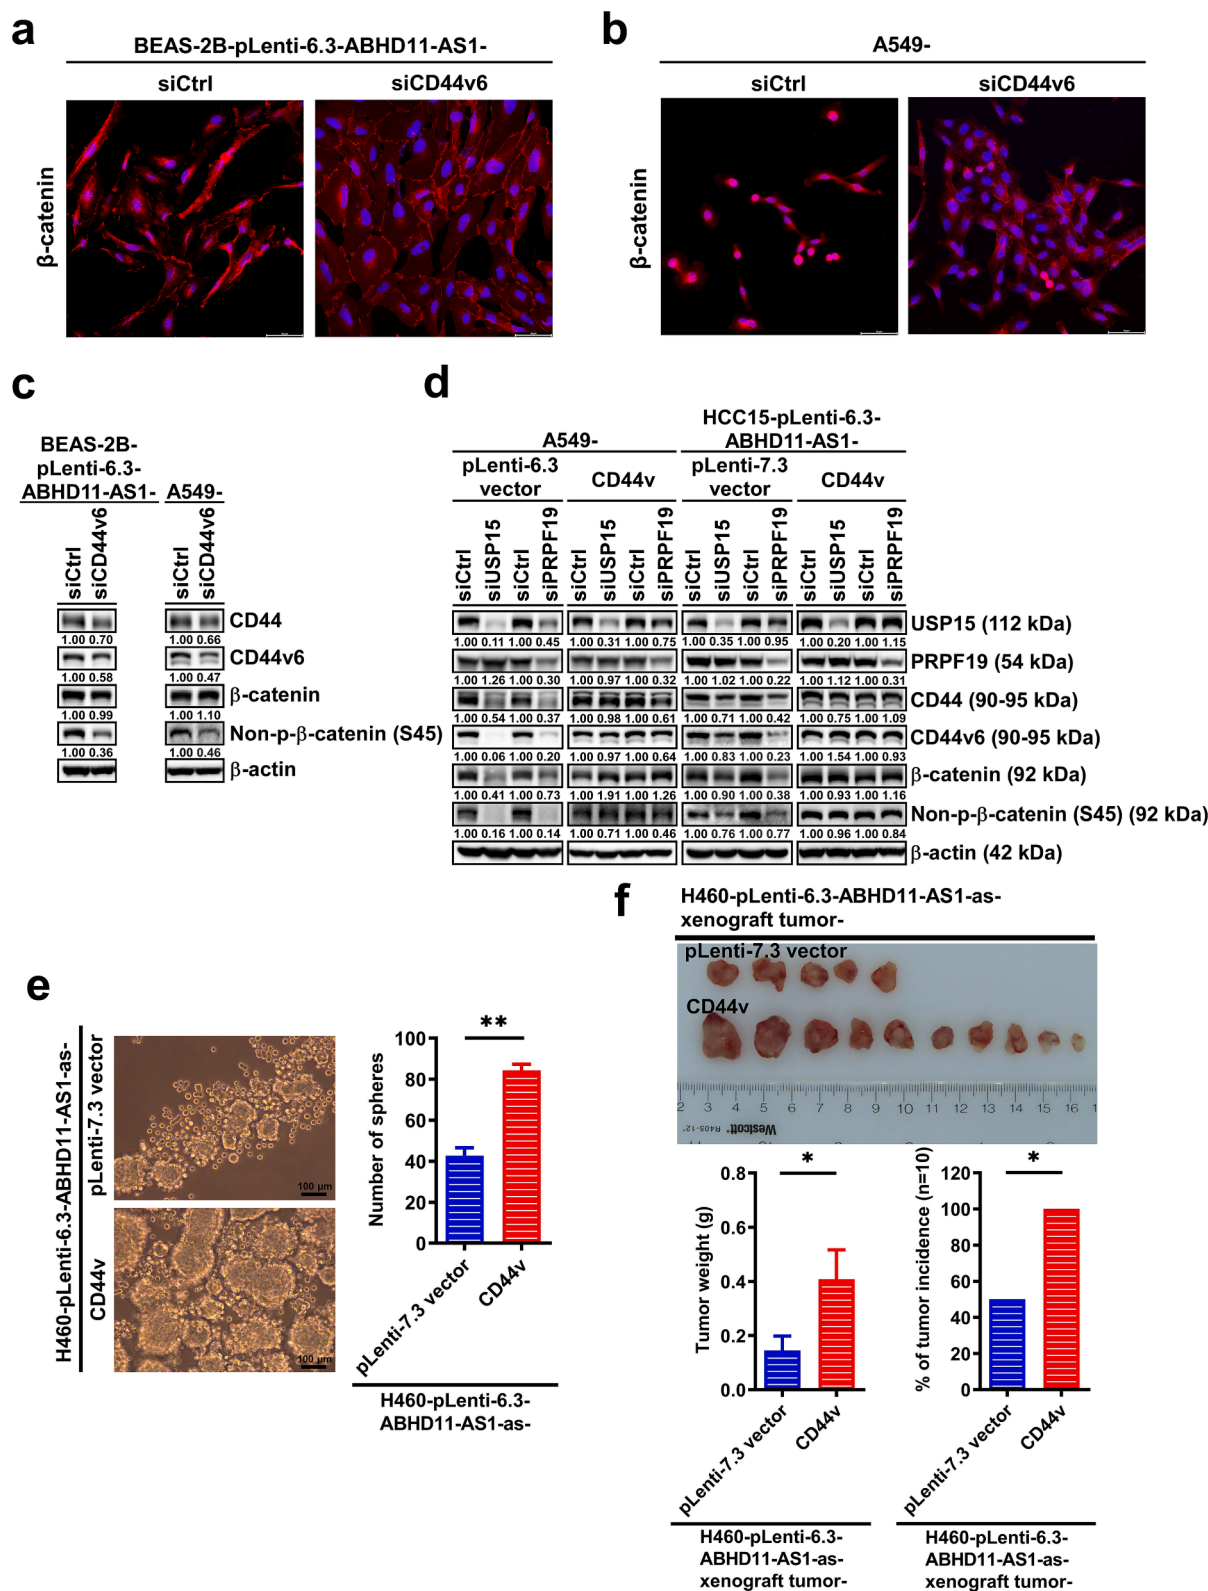 a
BEAS-2B-pLenti-6.3-ABHD11-AS1-
siCtrl
siCD44v6
β-catenin
b
A549-
siCtrl
siCD44v6
β-catenin
c
BEAS-2B-
pLenti-6.3-
ABHD11-AS1-
A549-
siCtrl
siCD44v6
siCtrl
siCD44v6
CD44
1.00 0.70
1.00 0.66
CD44v6
1.00 0.58
1.00 0.47
β-catenin
1.00 0.99
1.00 1.10
Non-p-β-catenin (S45)
1.00 0.36
1.00 0.46
β-actin
d
A549-
HCC15-pLenti-6.3-
ABHD11-AS1-
pLenti-6.3
vector
CD44v
pLenti-7.3
vector
CD44v
siCtrl
siUSP15
siCtrl
siPRPF19
siCtrl
siUSP15
siCtrl
siPRPF19
siCtrl
siUSP15
siCtrl
siPRPF19
siCtrl
siUSP15
siCtrl
siPRPF19
USP15 (112 kDa)
1.00 0.11 1.00 0.45
1.00 0.31 1.00 0.75
1.00 0.35 1.00 0.95
1.00 0.20 1.00 1.15
PRPF19 (54 kDa)
1.00 1.26 1.00 0.30
1.00 0.97 1.00 0.32
1.00 1.02 1.00 0.22
1.00 1.12 1.00 0.31
CD44 (90-95 kDa)
1.00 0.54 1.00 0.37
1.00 0.98 1.00 0.61
1.00 0.71 1.00 0.42
1.00 0.75 1.00 1.09
CD44v6 (90-95 kDa)
1.00 0.06 1.00 0.20
1.00 0.97 1.00 0.64
1.00 0.83 1.00 0.23
1.00 1.54 1.00 0.93
β-catenin (92 kDa)
1.00 0.41 1.00 0.73
1.00 1.91 1.00 1.26
1.00 0.90 1.00 0.38
1.00 0.93 1.00 1.16
Non-p-β-catenin (S45) (92 kDa)
1.00 0.16 1.00 0.14
1.00 0.71 1.00 0.46
1.00 0.76 1.00 0.77
1.00 0.96 1.00 0.84
β-actin (42 kDa)
e
H460-pLenti-6.3-ABHD11-AS1-as-
pLenti-7.3 vector
CD44v
100 μm
100 μm
Number of spheres
100
80
60
40
20
0
**
pLenti-7.3 vector
CD44v
H460-pLenti-6.3-
ABHD11-AS1-as-
f
H460-pLenti-6.3-ABHD11-AS1-as-
xenograft tumor-
pLenti-7.3 vector
CD44v
2 3 4 5 6 7 8 9 10 11 12 13 14 15 16 1
Westcott
R405-12"
Tumor weight (g)
0.8
0.6
0.4
0.2
0.0
*
pLenti-7.3 vector
CD44v
H460-pLenti-6.3-
ABHD11-AS1-as-
xenograft tumor-
% of tumor incidence (n=10)
120
100
80
60
40
20
0
*
pLenti-7.3 vector
CD44v
H460-pLenti-6.3-
ABHD11-AS1-as-
xenograft tumor-